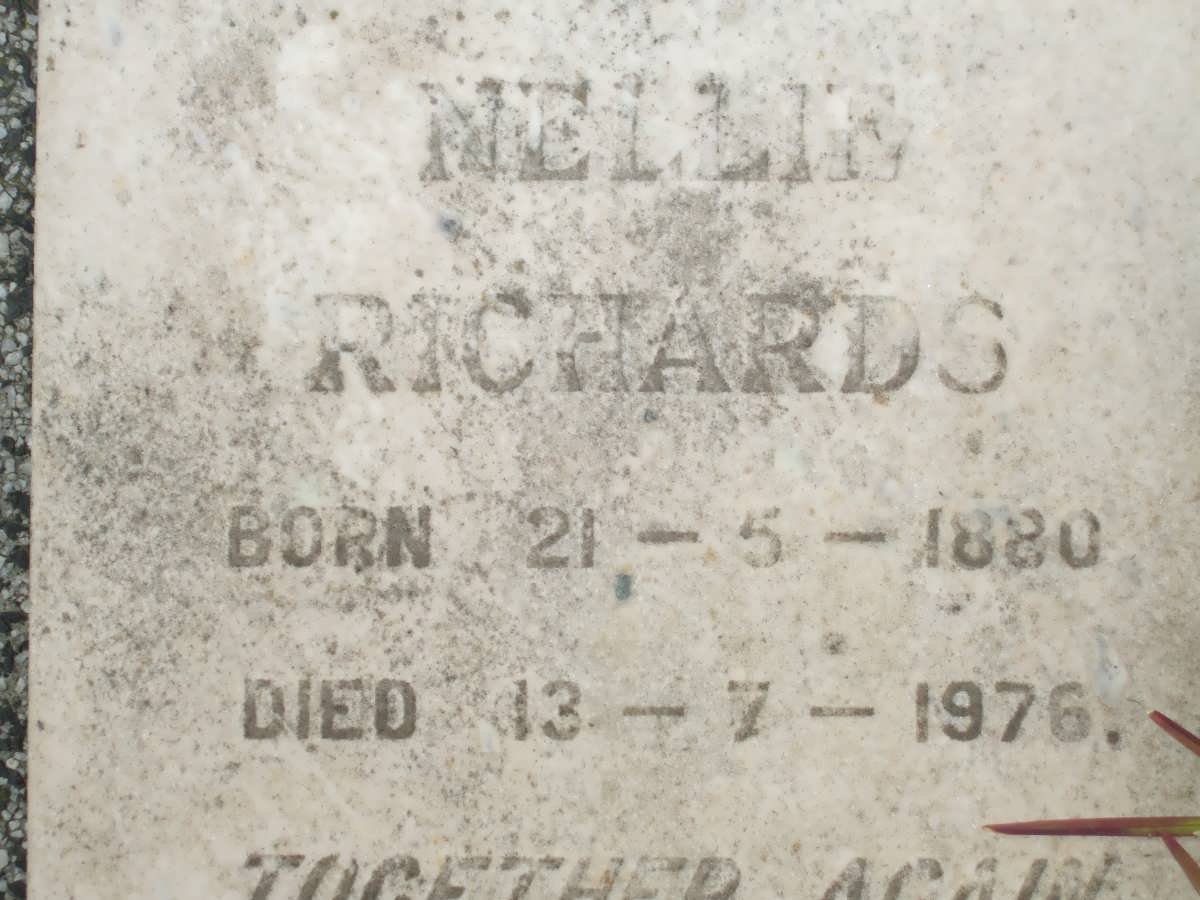 NELLIE
RICHARDS
BORN 21 - 5 - 1880
DIED 13 - 7 - 1976.
TOGETHER AGAIN